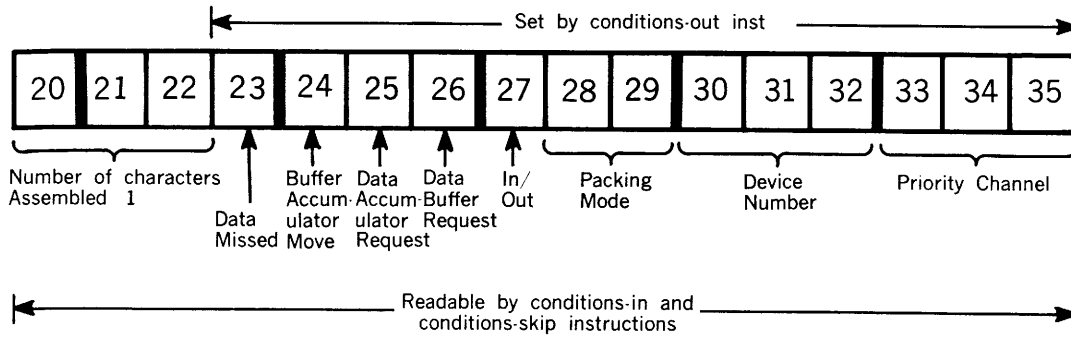 Set by conditions-out inst
20 21 22 23 24 25 26 27 28 29 30 31 32 33 34 35
Number of characters
Assembled 1
Data
Missed
Buffer
Accum-
ulator
Move
Data
Accum-
ulator
Request
Data
Buffer
Request
In/
Out
Packing
Mode
Device
Number
Priority Channel
Readable by conditions-in and
conditions-skip instructions